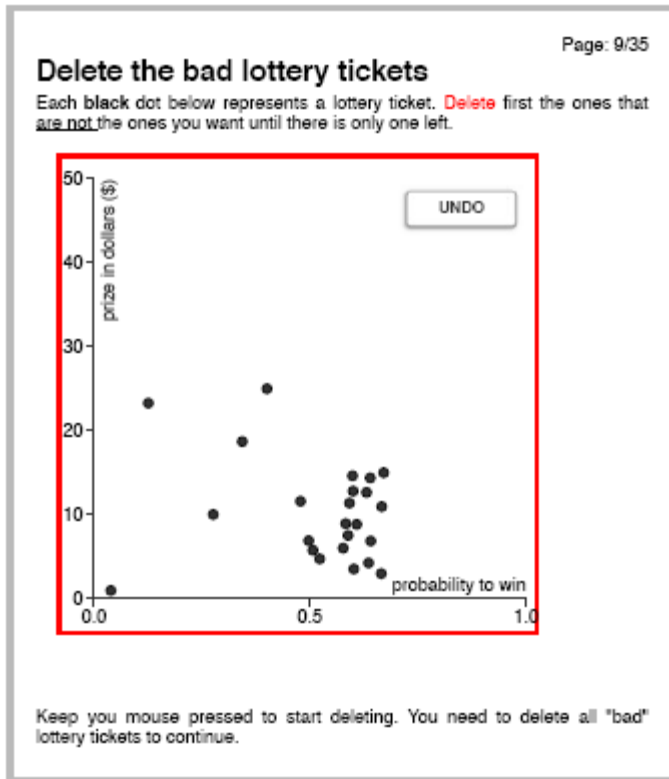 Page: 9/35
Delete the bad lottery tickets
Each black dot below represents a lottery ticket. Delete first the ones that
are not the ones you want until there is only one left.
50
UNDO
prize in dollars ($)
40
30
20
10
probability to win
0
0.0
0.5
1.0
Keep you mouse pressed to start deleting. You need to delete all "bad"
lottery tickets to continue.